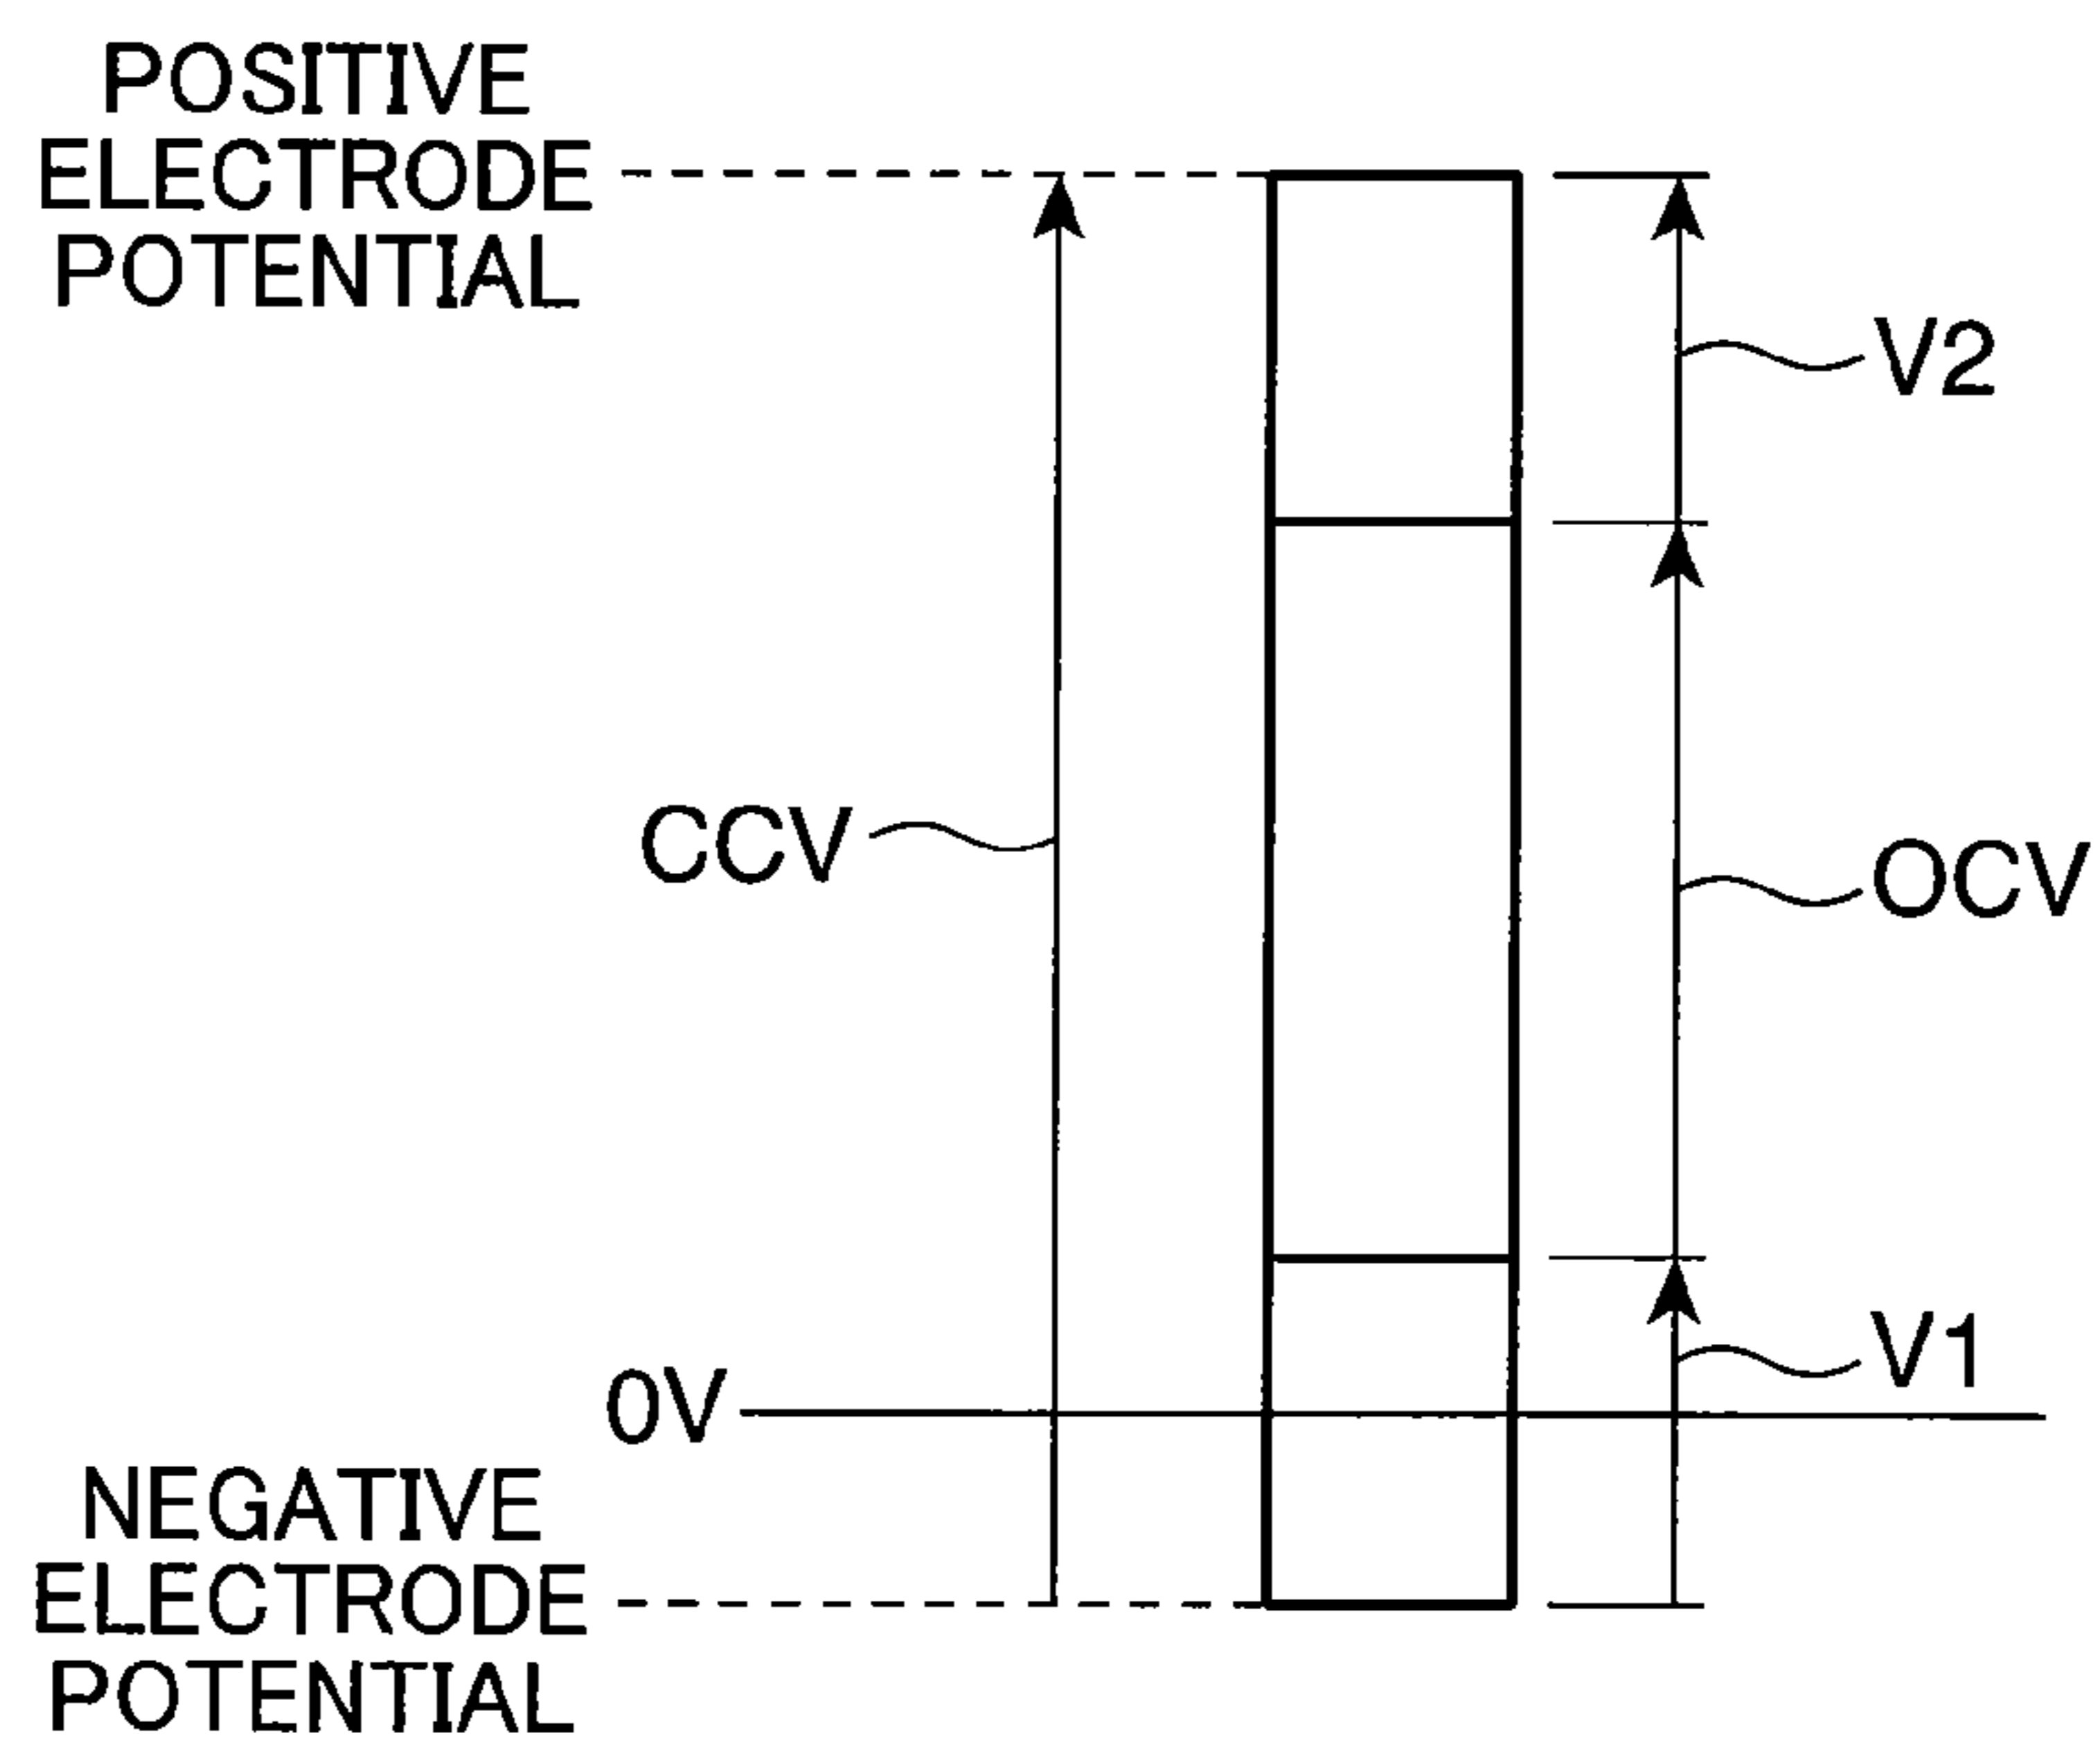 POSITIVE
ELECTRODE
POTENTIAL
V2
CCV
OCV
V1
0V
NEGATIVE
ELECTRODE
POTENTIAL